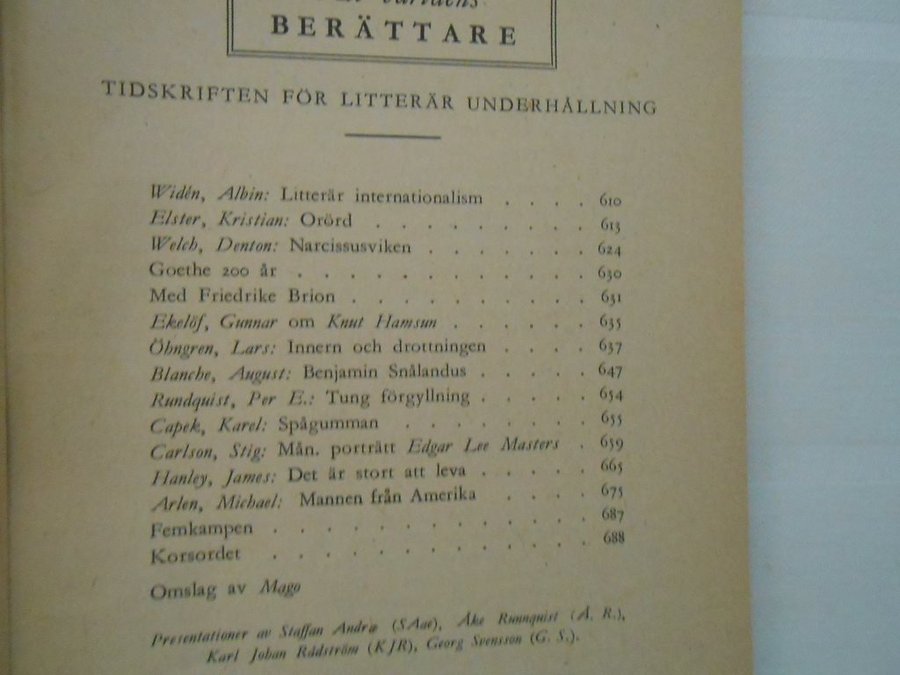 världens
BERÄTTARE
TIDSKRIFTEN FÖR LITTERÄR UNDERHÅLLNING
Widén, Albin: Litterär internationalism . . . . 610
Elster, Kristian: Orörd . . . . . . . . . 613
Welch, Denton: Narcissusviken . . . . . . . 624
Goethe 200 år . . . . . . . . . . . . 630
Med Friedrike Brion . . . . . . . . . . 631
Ekelöf, Gunnar om Knut Hamsun . . . . . . 635
Öhngren, Lars: Innern och drottningen . . . . 637
Blanche, August: Benjamin Snålandus . . . . . 647
Rundquist, Per E.: Tung förgyllning . . . . . 654
Capek, Karel: Spågumman . . . . . . . . 655
Carlson, Stig: Mån. porträtt Edgar Lee Masters . 659
Hanley, James: Det är stort att leva . . . . . 665
Arlen, Michael: Mannen från Amerika . . . . 675
Femkampen . . . . . . . . . . . . . 687
Korsordet . . . . . . . . . . . . . 688
Omslag av Mago
Presentationer av Staffan Andræ (SAae), Åke Runnquist (Å. R.),
Karl Johan Rådström (KJR), Georg Svensson (G. S.).